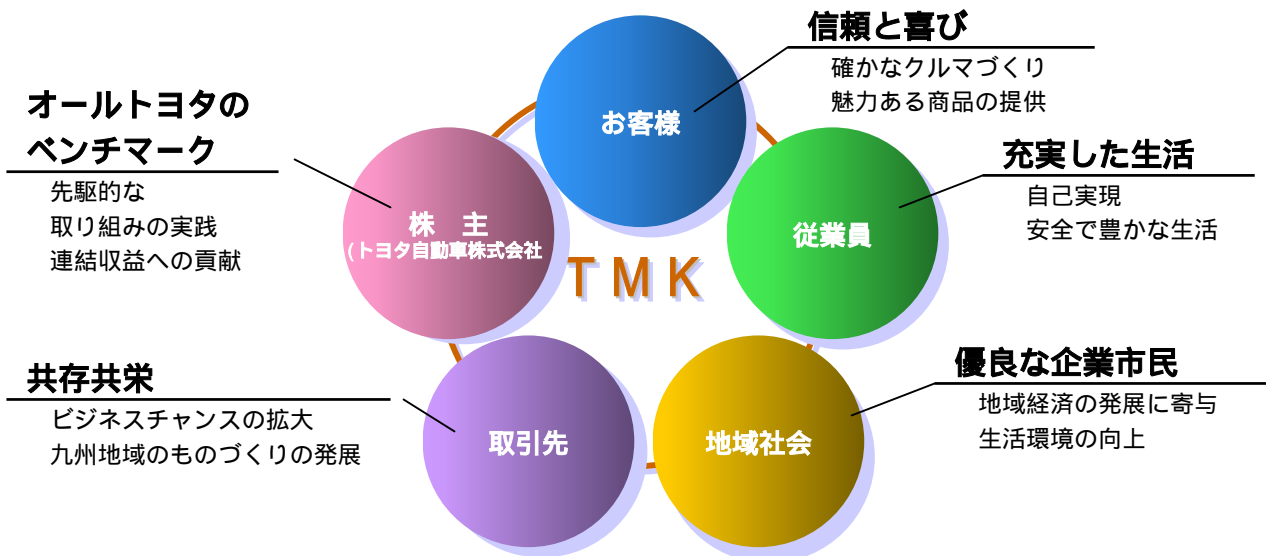 信頼と喜び
確かなクルマづくり
魅力ある商品の提供
お客様
オールトヨタの
ベンチマーク
先駆的な
取り組みの実践
連結収益への貢献
株 主
(トヨタ自動車株式会社
充実した生活
自己実現
安全で豊かな生活
従業員
TMK
共存共栄
ビジネスチャンスの拡大
九州地域のものづくりの発展
取引先
優良な企業市民
地域経済の発展に寄与
生活環境の向上
地域社会